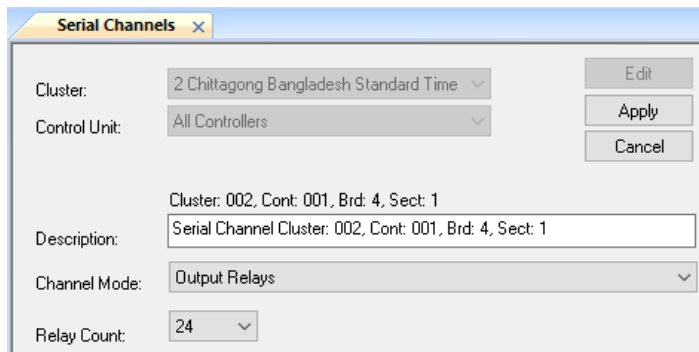 Serial Channels
Cluster: 2 Chittagong Bangladesh Standard Time Edit
Control Unit: All Controllers Apply
Cancel
Cluster: 002, Cont: 001, Brd: 4, Sect: 1
Description: Serial Channel Cluster: 002, Cont: 001, Brd: 4, Sect: 1
Channel Mode: Output Relays
Relay Count: 24